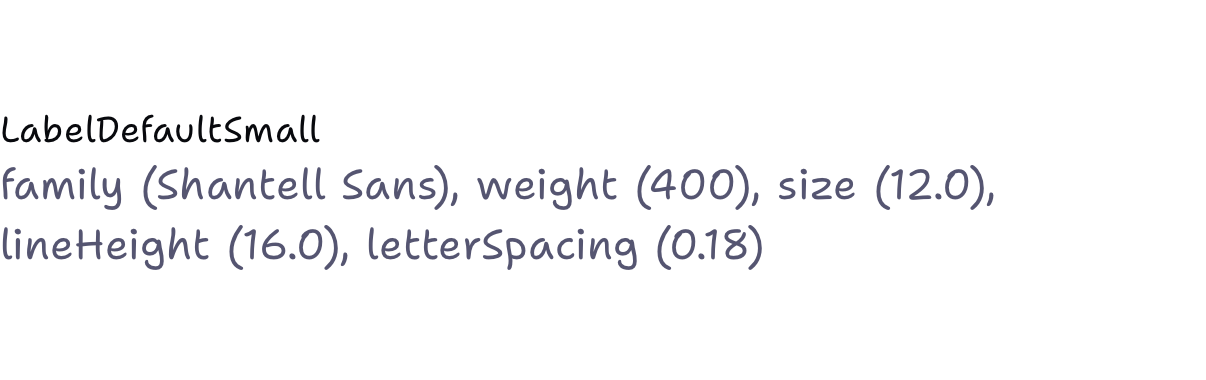 LabelDefaultSmall
family (Shantell Sans), weight (400), size (12.0),
lineHeight (16.0), letterSpacing (0.18)